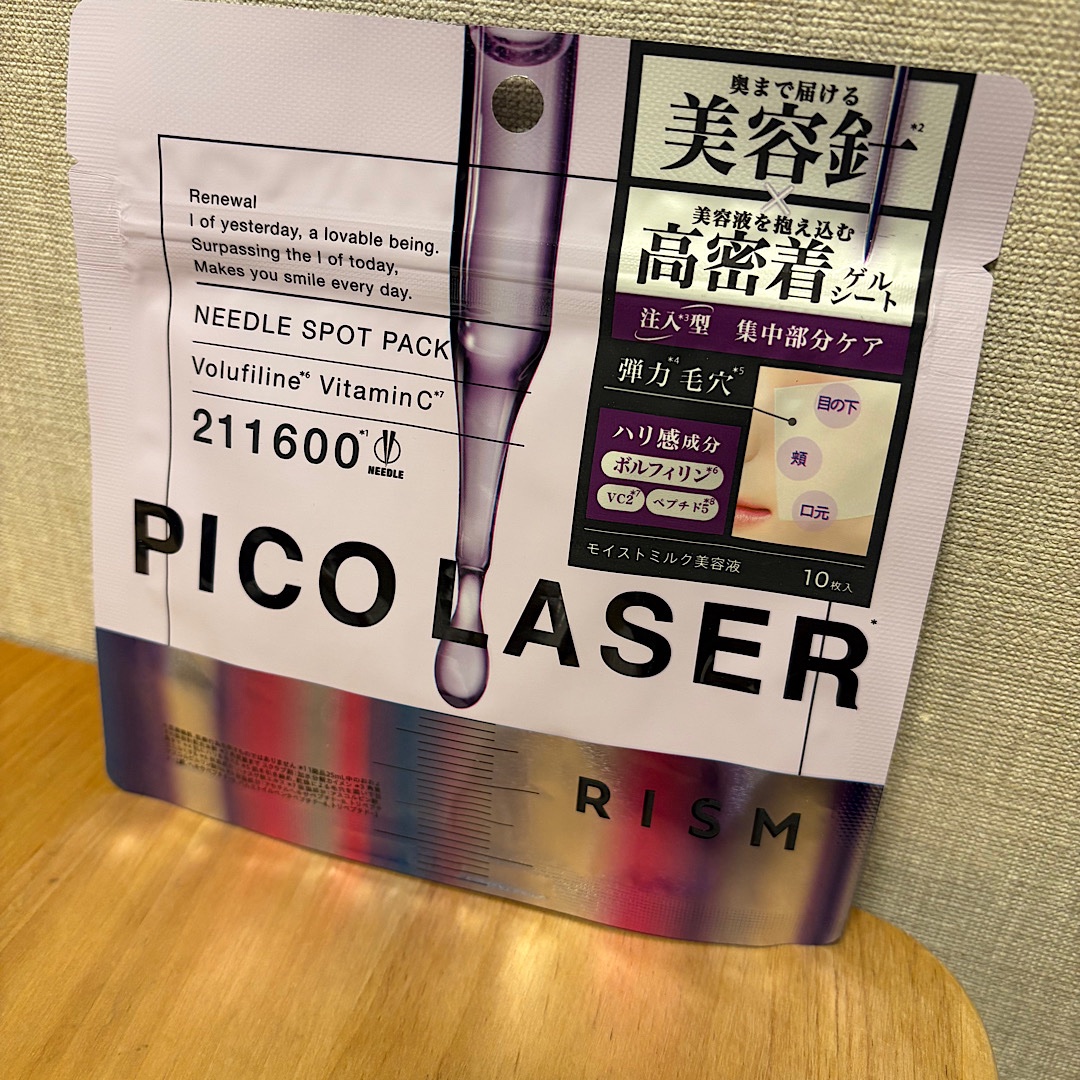 Renewal
I of yesterday, a lovable being.
Surpassing the I of today,
Makes you smile every day.
NEEDLE SPOT PACK
Volufiline*6 Vitamin C*7
211600*1
NEEDLE
奥まで届ける
美容針*2
×
美容液を抱え込む
高密着ゲルシート
注入*3型 集中部分ケア
弾力*4毛穴*5
目の下
頬
口元
ハリ感成分
ボルフィリン*6
VC2*7 ペプチド5*8
モイストミルク美容液 10枚入
PICO LASER*
RISM